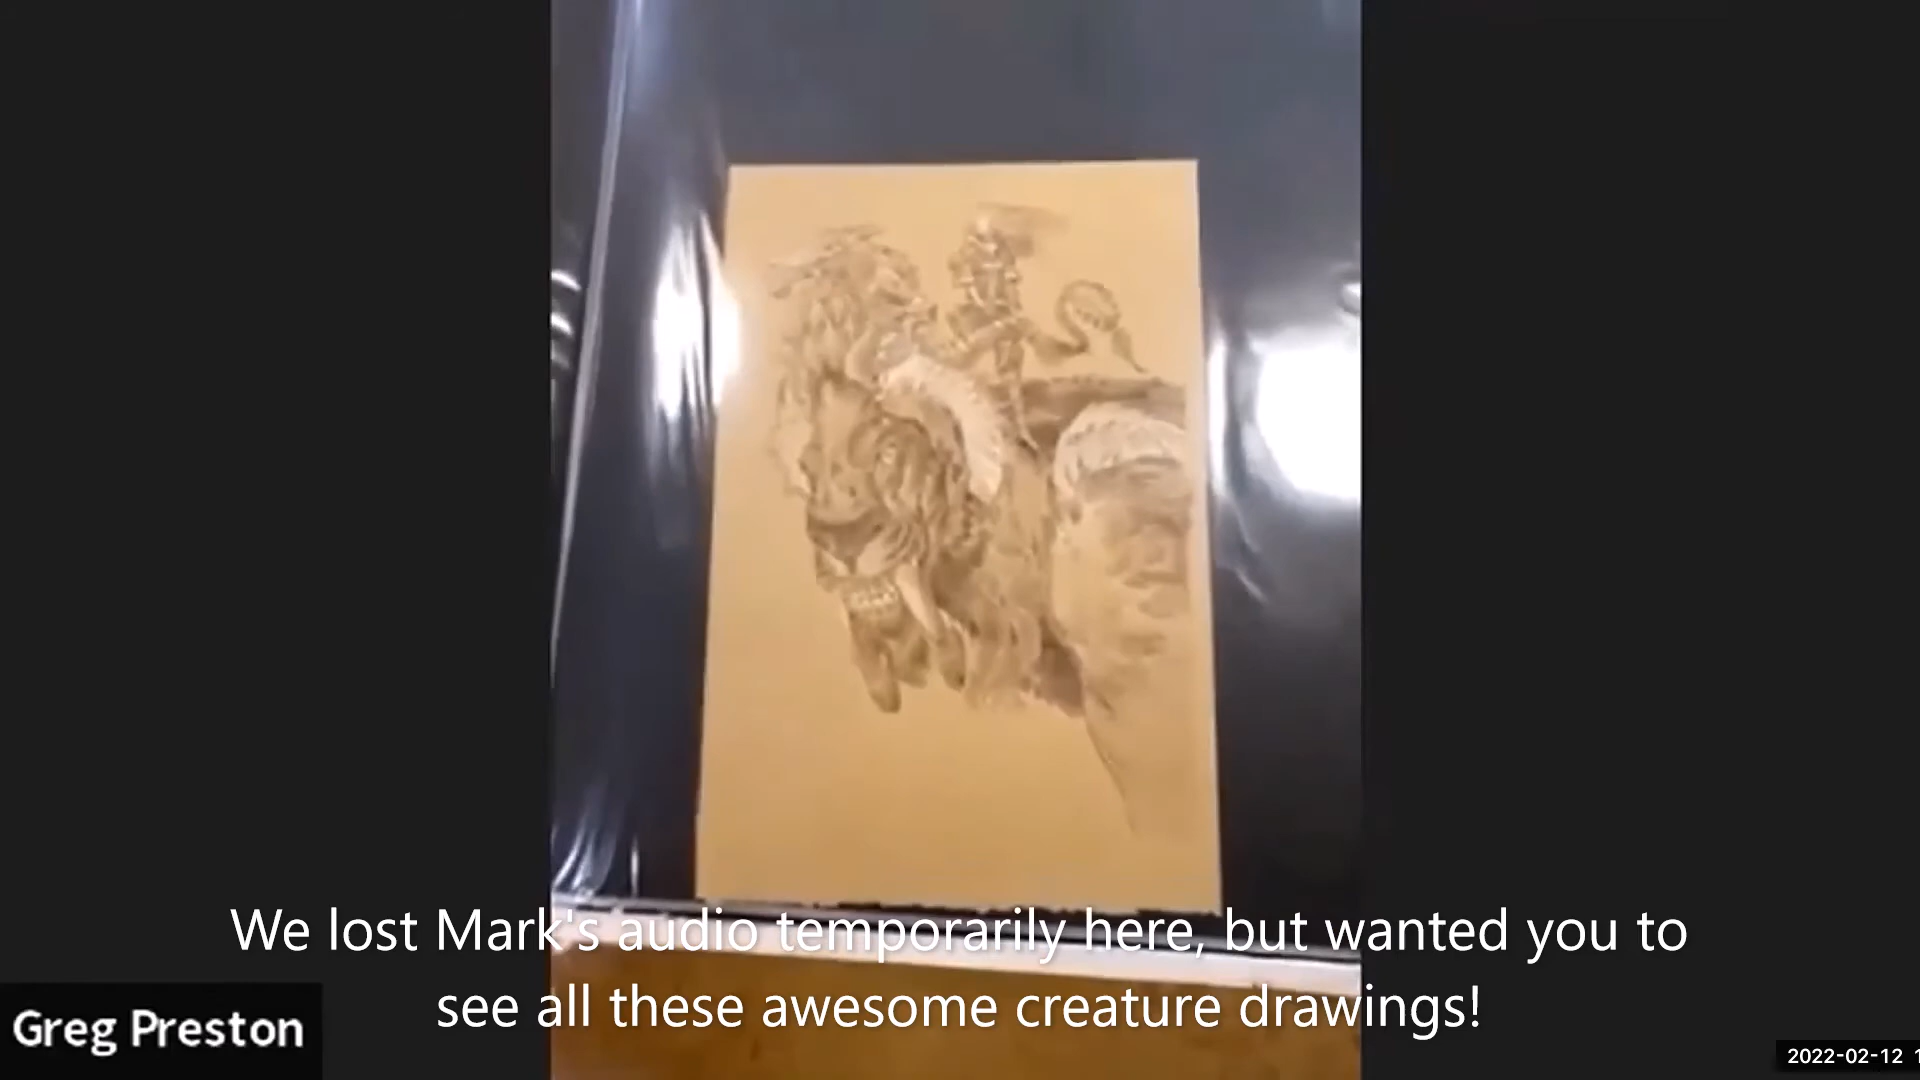 We lost Mark's audio temporarily here, but wanted you to
see all these awesome creature drawings!
Greg Preston
2022-02-12